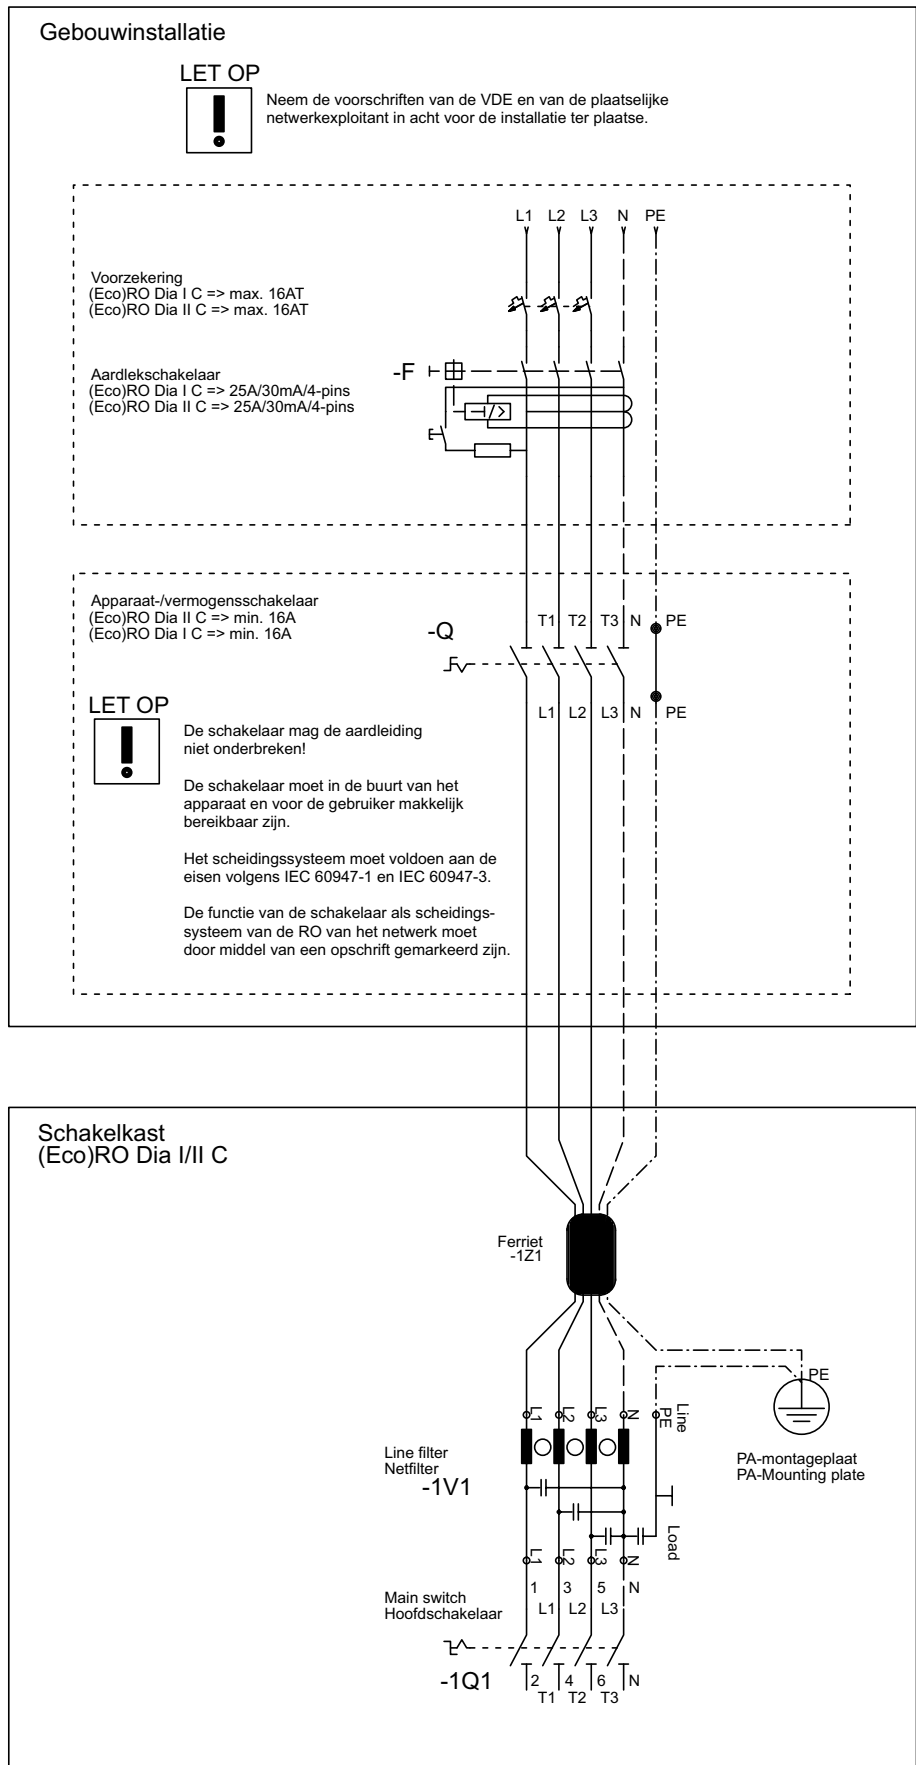 Gebouwinstallatie
LET OP
Neem de voorschriften van de VDE en van de plaatselijke
netwerkexploitant in acht voor de installatie ter plaatse.
L1 L2 L3 N PE
Voorzekering
(Eco)RO Dia I C => max. 16AT
(Eco)RO Dia II C => max. 16AT
-F
Aardlekschakelaar
(Eco)RO Dia I C => 25A/30mA/4-pins
(Eco)RO Dia II C => 25A/30mA/4-pins
Apparaat-/vermogensschakelaar
(Eco)RO Dia II C => min. 16A
(Eco)RO Dia I C => min. 16A
-Q
T1 T2 T3 N PE
L1 L2 L3 N PE
LET OP
De schakelaar mag de aardleiding
niet onderbreken!
De schakelaar moet in de buurt van het
apparaat en voor de gebruiker makkelijk
bereikbaar zijn.
Het scheidingssysteem moet voldoen aan de
eisen volgens IEC 60947-1 en IEC 60947-3.
De functie van de schakelaar als scheidings-
systeem van de RO van het netwerk moet
door middel van een opschrift gemarkeerd zijn.
Schakelkast
(Eco)RO Dia I/II C
Ferriet
-1Z1
PE
L1 L2 L3 N PE Line
Line filter
Netfilter
-1V1
PA-montageplaat
PA-Mounting plate
Load
L1 L2 L3 N
1 3 5 N
Main switch
Hoofdschakelaar
L1 L2 L3
-1Q1
2 4 6 N
T1 T2 T3